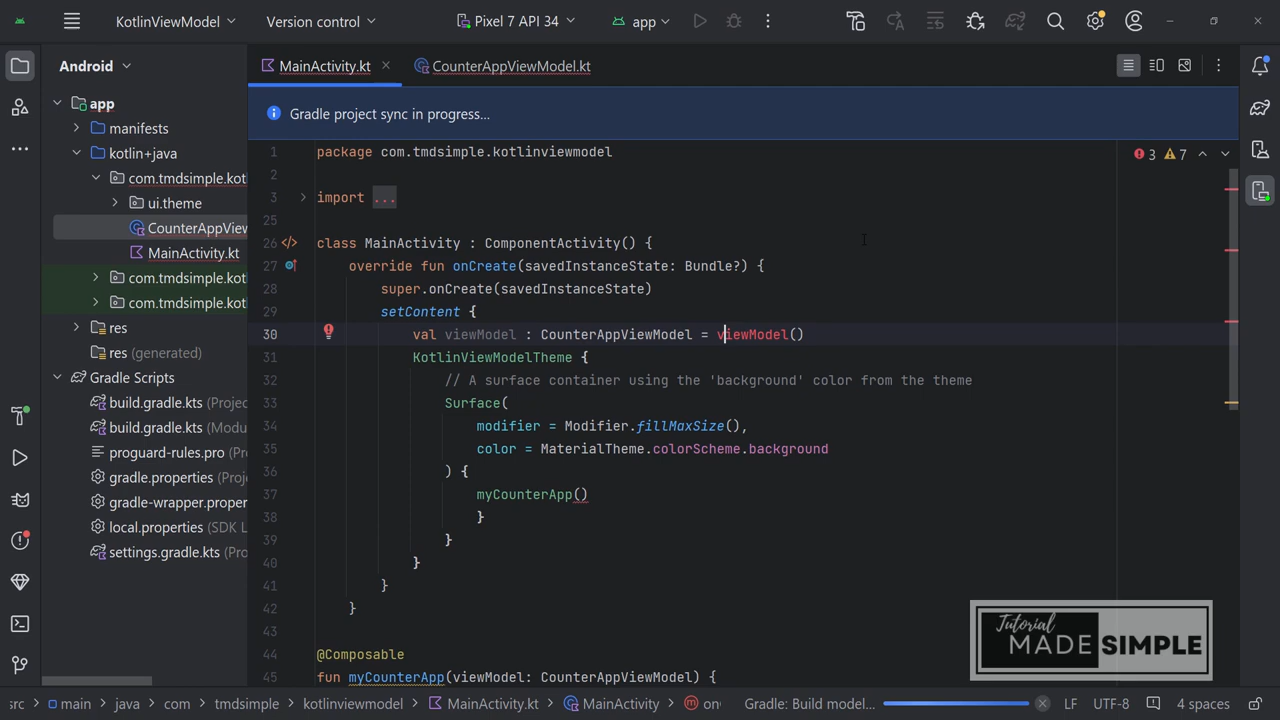 KotlinViewModel
Version control
Pixel 7 API 34
app
Android
MainActivity.kt
CounterAppViewModel.kt
Gradle project sync in progress...
app
manifests
kotlin+java
com.tmdsimple.kotl
ui.theme
CounterAppView
MainActivity.kt
com.tmdsimple.kotl
com.tmdsimple.kotl
res
res (generated)
Gradle Scripts
build.gradle.kts (Projec
build.gradle.kts (Modu
proguard-rules.pro (Pro
gradle.properties (Proje
gradle-wrapper.proper
local.properties (SDK L
settings.gradle.kts (Pro
3 7
1 package com.tmdsimple.kotlinviewmodel
2
3 import ...
25
26 class MainActivity : ComponentActivity() {
27 override fun onCreate(savedInstanceState: Bundle?) {
28 super.onCreate(savedInstanceState)
29 setContent {
30 val viewModel : CounterAppViewModel = viewModel()
31 KotlinViewModelTheme {
32 // A surface container using the 'background' color from the theme
33 Surface(
34 modifier = Modifier.fillMaxSize(),
35 color = MaterialTheme.colorScheme.background
36 ) {
37 myCounterApp()
38 }
39 }
40 }
41 }
42 }
43
44 @Composable
45 fun myCounterApp(viewModel: CounterAppViewModel) {
Tutorial
MADE SIMPLE
src main java com tmdsimple kotlinviewmodel MainActivity.kt MainActivity on
Gradle: Build model... LF UTF-8 4 spaces